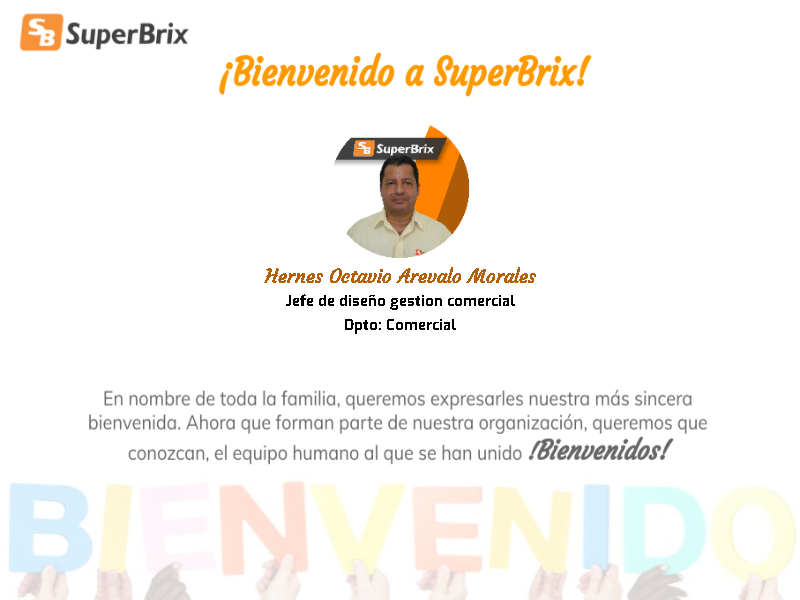 SB SuperBrix
¡Bienvenido a SuperBrix!
SB SuperBrix
Hernes Octavio Arevalo Morales
Jefe de diseño gestion comercial
Dpto: Comercial
En nombre de toda la familia, queremos expresarles nuestra más sincera
bienvenida. Ahora que forman parte de nuestra organización, queremos que
conozcan, el equipo humano al que se han unido ¡Bienvenidos!
BIENVENIDO